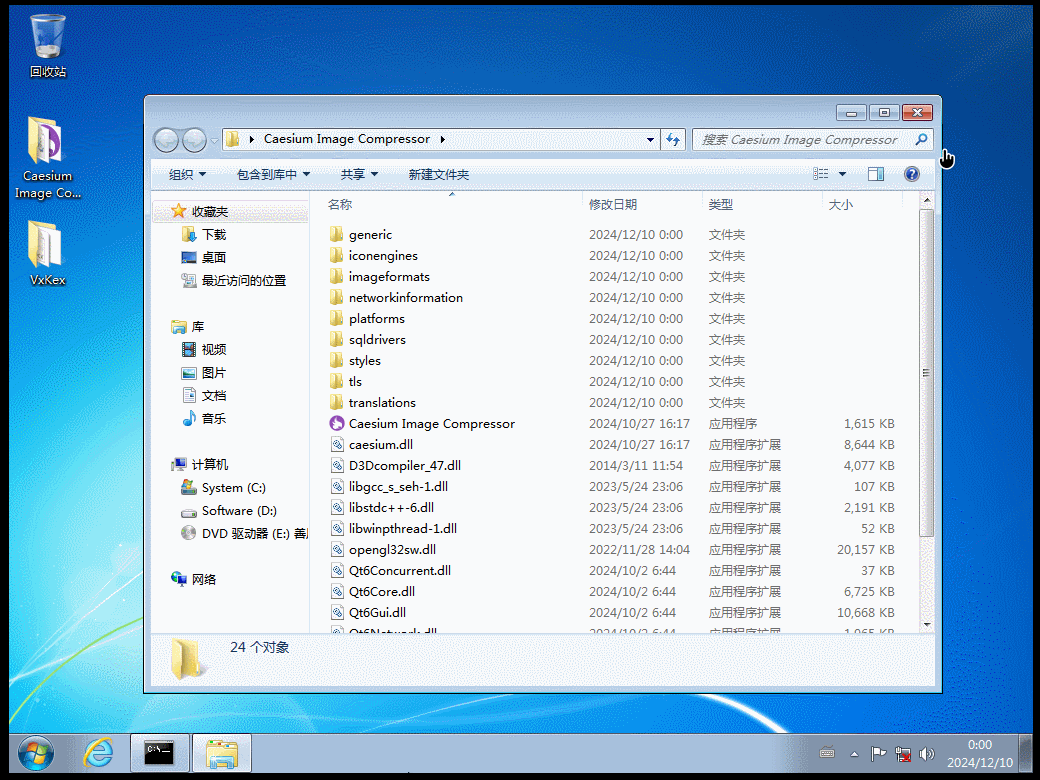 回收站
Caesium
Image Co...
VxKex
Caesium Image Compressor
搜索 Caesium Image Compressor
组织 包含到库中 共享 新建文件夹
收藏夹
下载
桌面
最近访问的位置
库
视频
图片
文档
音乐
计算机
System (C:)
Software (D:)
DVD 驱动器 (E:)
网络
名称 修改日期 类型 大小
generic 2024/12/10 0:00 文件夹
iconengines 2024/12/10 0:00 文件夹
imageformats 2024/12/10 0:00 文件夹
networkinformation 2024/12/10 0:00 文件夹
platforms 2024/12/10 0:00 文件夹
sqldrivers 2024/12/10 0:00 文件夹
styles 2024/12/10 0:00 文件夹
tls 2024/12/10 0:00 文件夹
translations 2024/12/10 0:00 文件夹
Caesium Image Compressor 2024/10/27 16:17 应用程序 1,615 KB
caesium.dll 2024/10/27 16:17 应用程序扩展 8,644 KB
D3Dcompiler_47.dll 2014/3/11 11:54 应用程序扩展 4,077 KB
libgcc_s_seh-1.dll 2023/5/24 23:06 应用程序扩展 107 KB
libstdc++-6.dll 2023/5/24 23:06 应用程序扩展 2,191 KB
libwinpthread-1.dll 2023/5/24 23:06 应用程序扩展 52 KB
opengl32sw.dll 2022/11/28 14:04 应用程序扩展 20,157 KB
Qt6Concurrent.dll 2024/10/2 6:44 应用程序扩展 37 KB
Qt6Core.dll 2024/10/2 6:44 应用程序扩展 6,725 KB
Qt6Gui.dll 2024/10/2 6:44 应用程序扩展 10,668 KB
Qt6Network.dll 2024/10/2 6:44 应用程序扩展 1,965 KB
24 个对象
C:\
0:00
2024/12/10